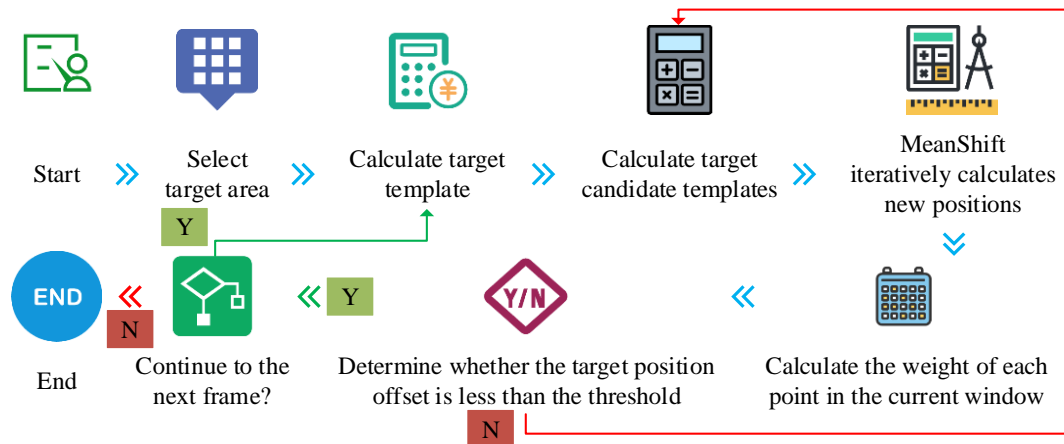 Start
Select
target area
Calculate target
template
Calculate target
candidate templates
MeanShift
iteratively calculates
new positions
Y
END
N
Y
Y/N
End
Continue to the
next frame?
Determine whether the target position
offset is less than the threshold
N
Calculate the weight of each
point in the current window